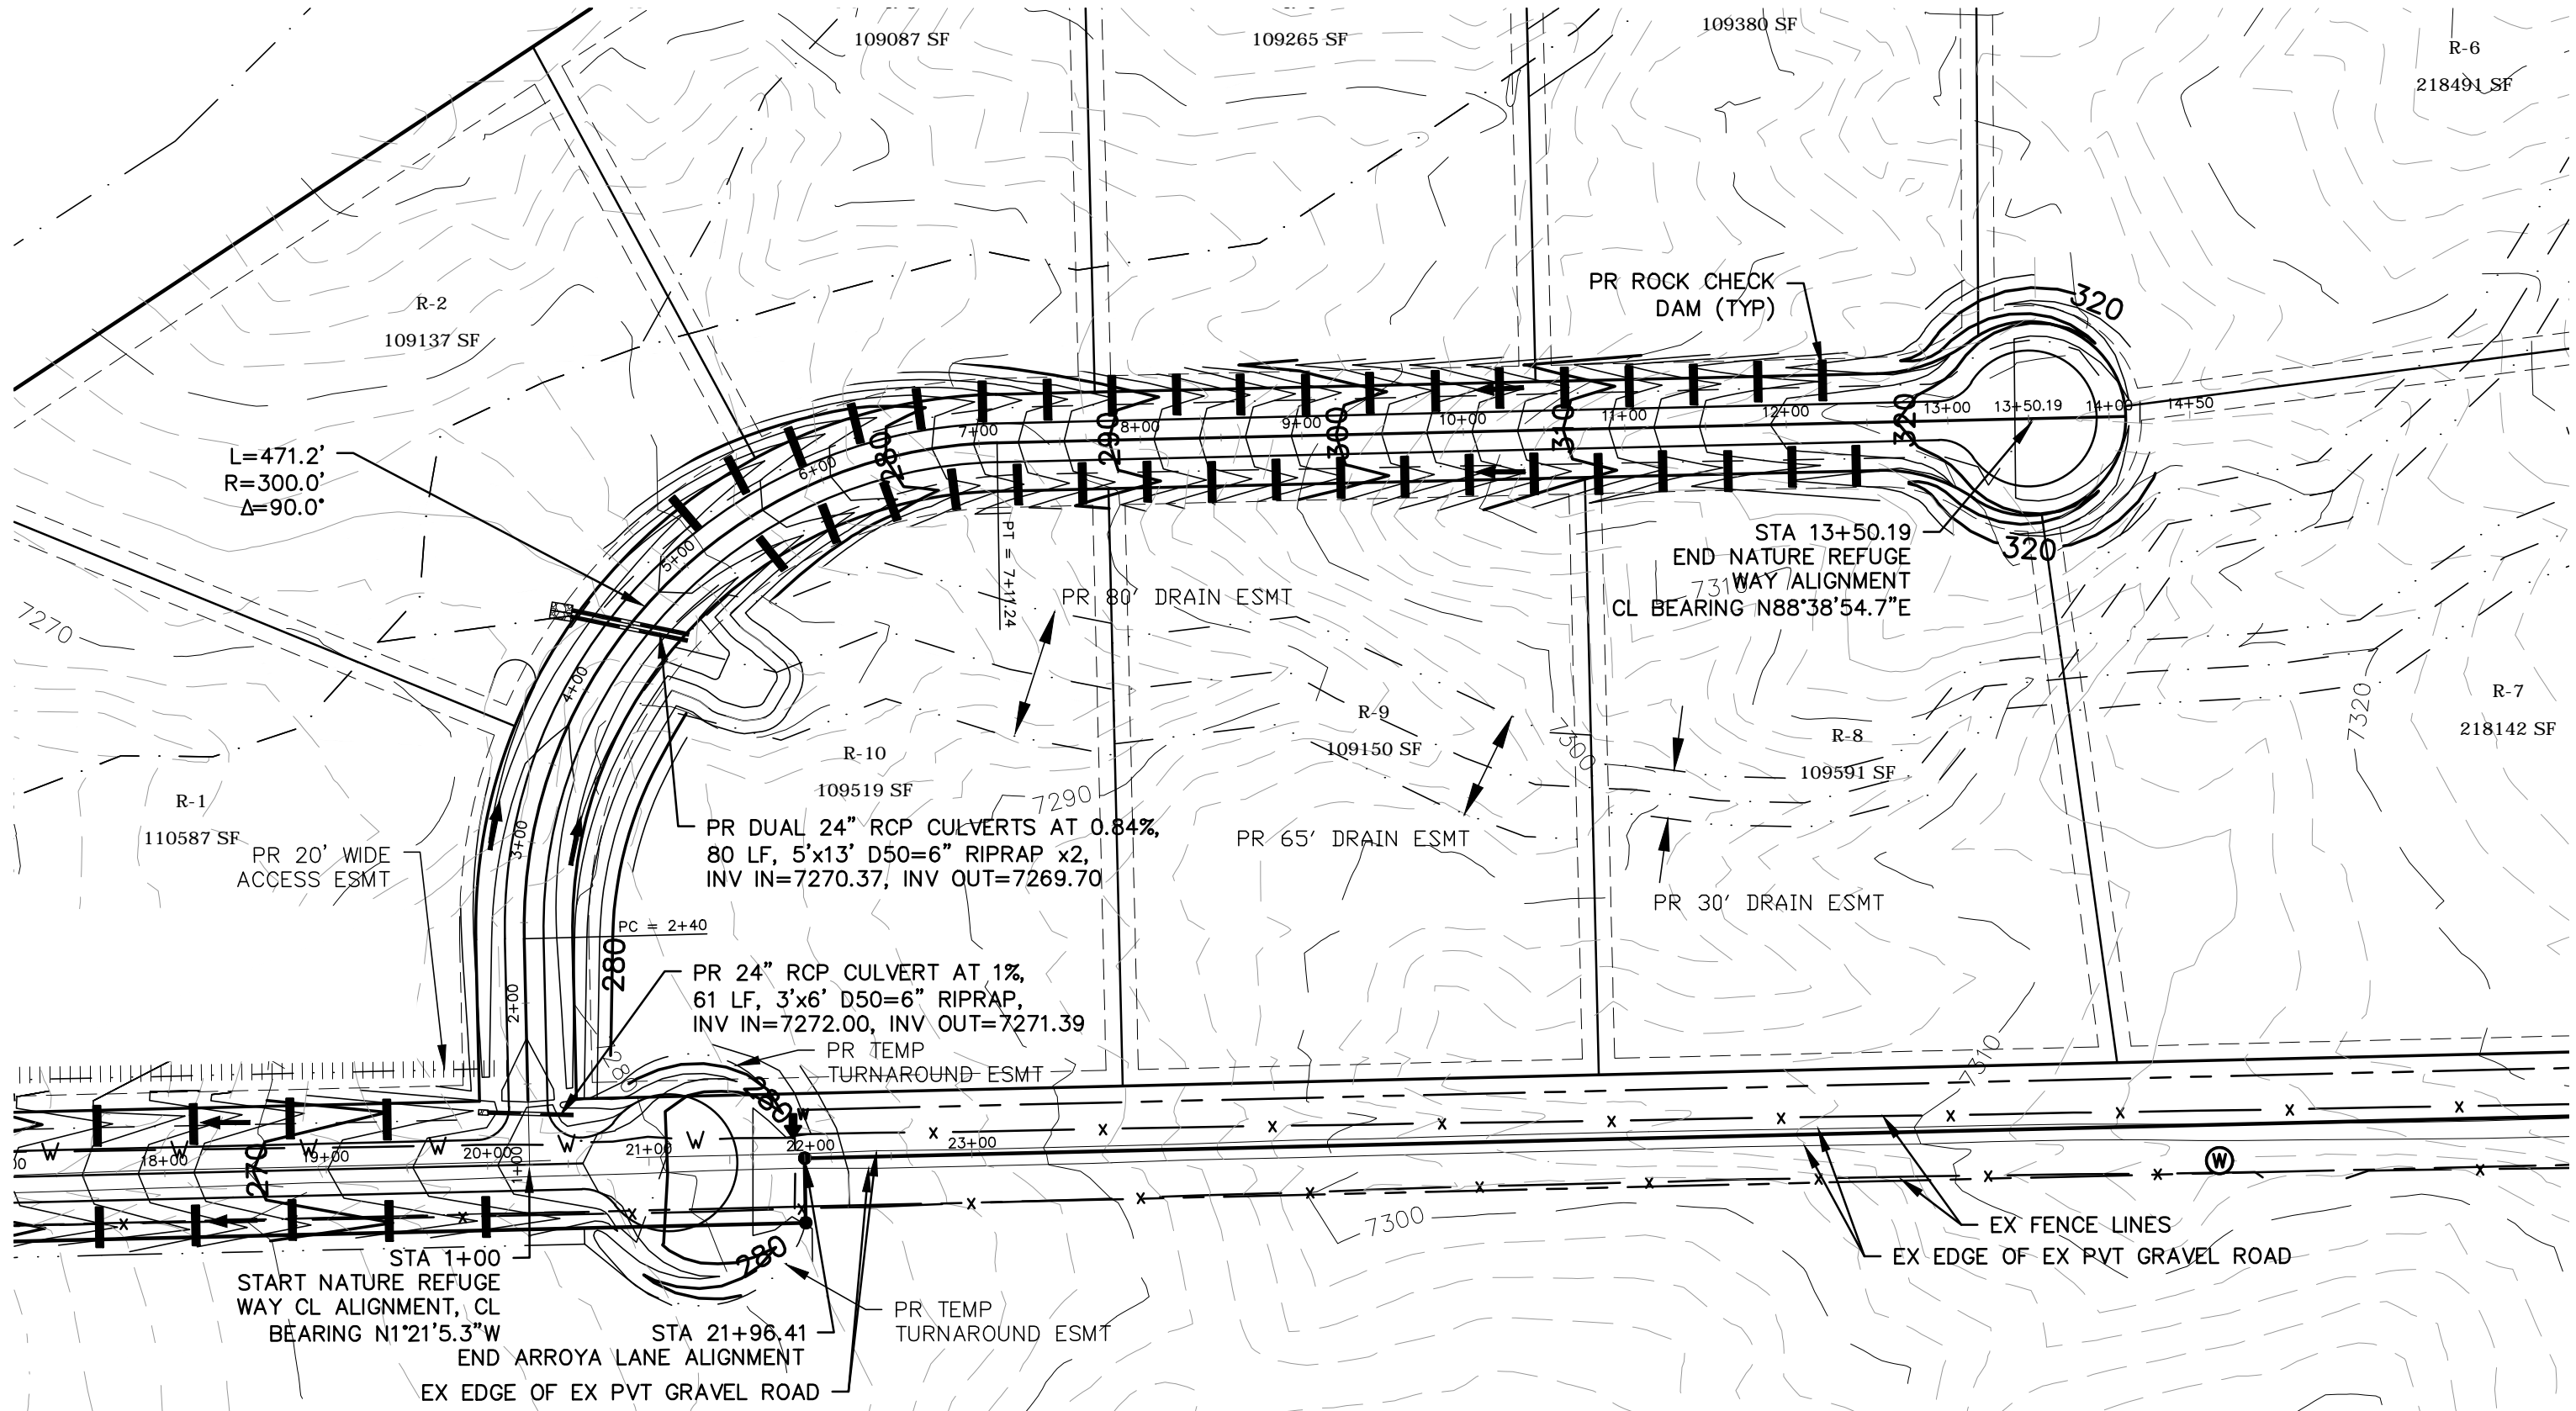 109087 SF
109265 SF
109380 SF
R-6
218491 SF
R-2
109137 SF
PR ROCK CHECK
DAM (TYP)
320
L=471.2'
R=300.0'
Δ=90.0°
280
290
300
310
320
5+00
6+00
7+00
8+00
9+00
10+00
11+00
12+00
13+00
13+50.19
14+00
14+50
STA 13+50.19
END NATURE REFUGE
WAY ALIGNMENT
CL BEARING N88°38'54.7"E
320
7310
PT = 7+11.24
PR 80' DRAIN ESMT
7270
4+00
R-9
109150 SF
7300
R-8
109591 SF
7320
R-7
218142 SF
R-10
109519 SF
7290
R-1
110587 SF
PR 65' DRAIN ESMT
PR 30' DRAIN ESMT
PR 20' WIDE
ACCESS ESMT
3+00
PR DUAL 24" RCP CULVERTS AT 0.84%,
80 LF, 5'x13' D50=6" RIPRAP x2,
INV IN=7270.37, INV OUT=7269.70
PC = 2+40
280
2+00
PR 24" RCP CULVERT AT 1%,
61 LF, 3'x6' D50=6" RIPRAP,
INV IN=7272.00, INV OUT=7271.39
PR TEMP
TURNAROUND ESMT
7280
280
7310
W
W
W
W
W
W
W
18+00
19+00
20+00
21+00
22+00
23+00
1+00
270
W
280
7300
EX FENCE LINES
EX EDGE OF EX PVT GRAVEL ROAD
STA 1+00
START NATURE REFUGE
WAY CL ALIGNMENT, CL
BEARING N1°21'5.3"W
PR TEMP
TURNAROUND ESMT
STA 21+96.41
END ARROYA LANE ALIGNMENT
EX EDGE OF EX PVT GRAVEL ROAD